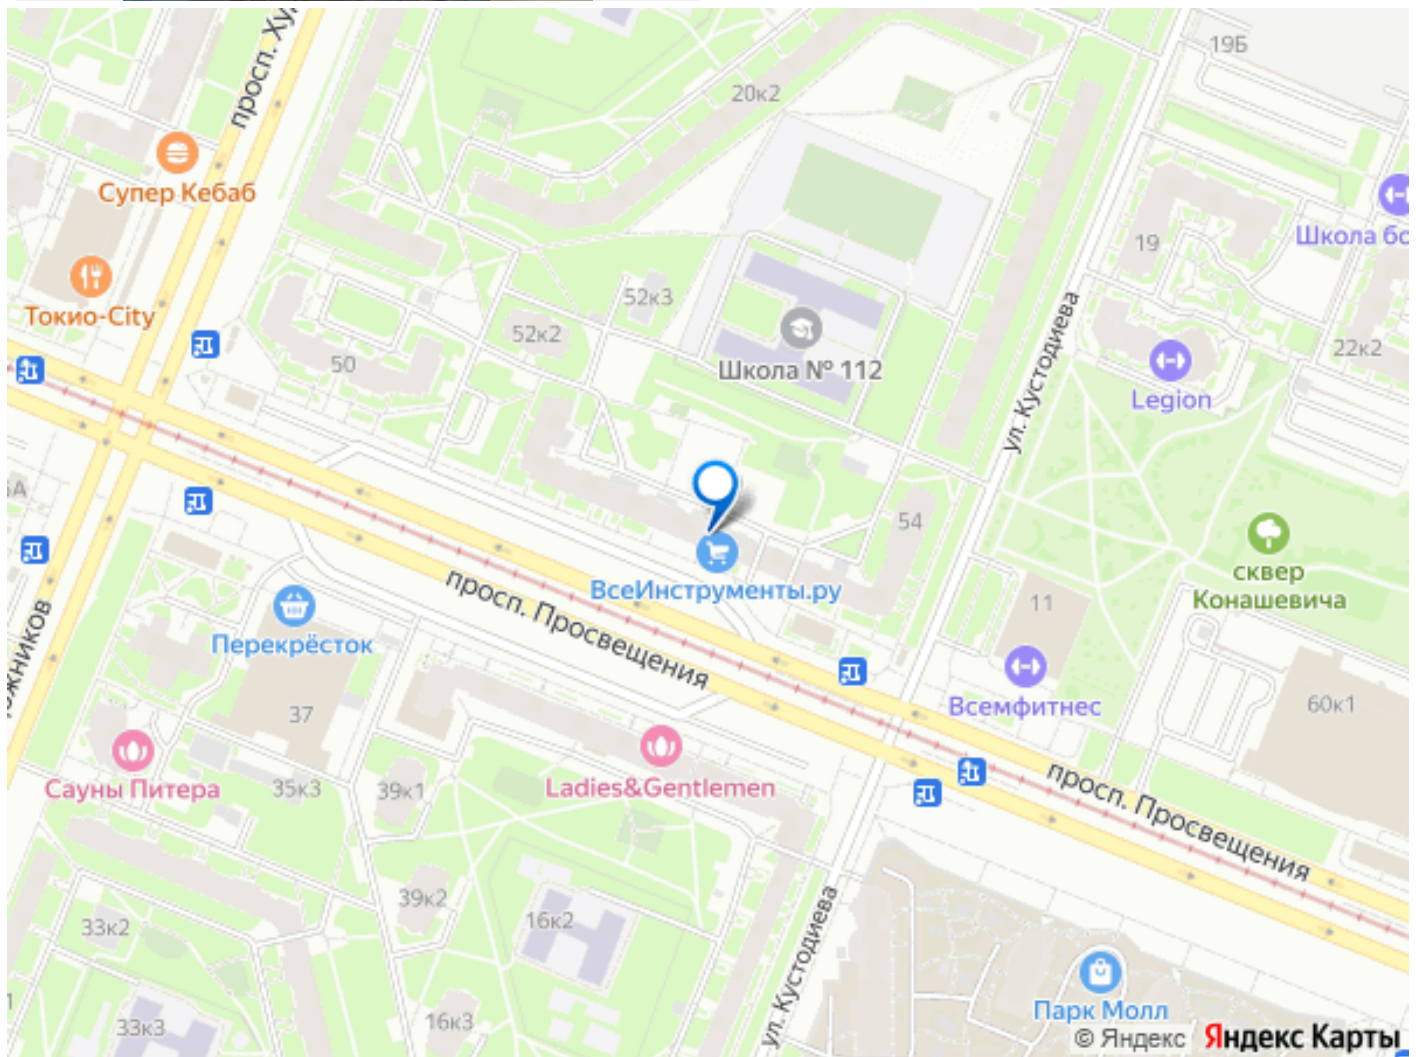 просп. Ху
19Б
20к2
Супер Кебаб
Школа бо
19
52к3
Токио-City
52к2
22к2
50
Школа № 112
ул. Кустодиева
Legion
54
сквер
Конашевича
ВсеИнструменты.ру
11
просп. Просвещения
Перекрёсток
Всемфитнес
60к1
37
Сауны Питера
35к3
39к1
Ladies&Gentlemen
просп. Просвещения
39к2
16к2
33к2
ул. Кустодиева
Парк Молл
33к3
16к3
© Яндекс Яндекс Карты